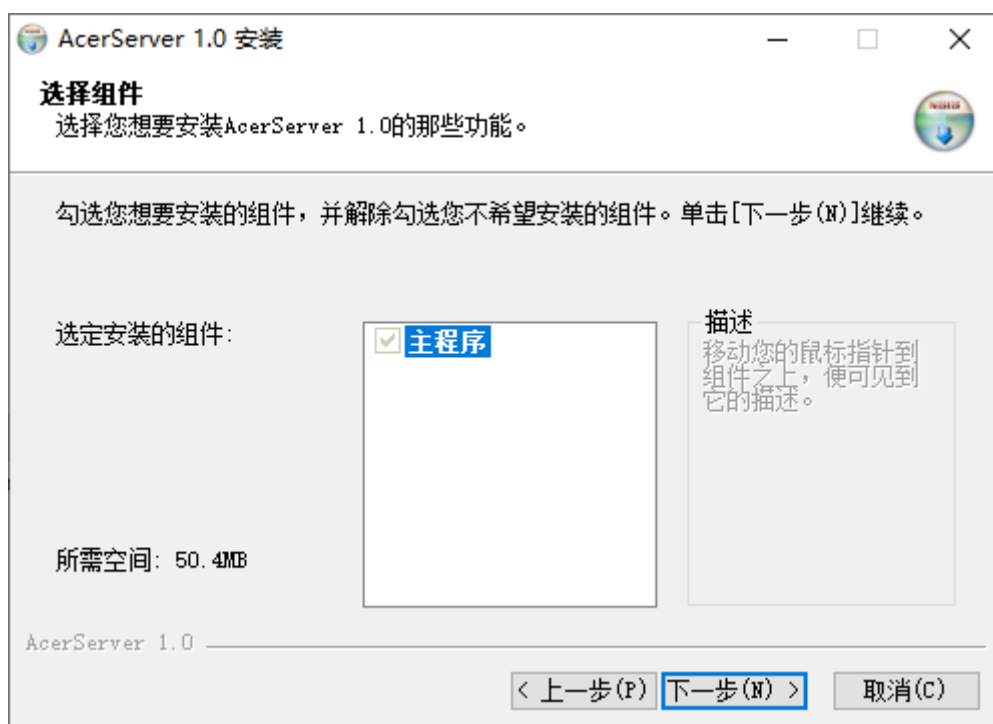 AcerServer 1.0 安装
选择组件
选择您想要安装AcerServer 1.0的那些功能。
勾选您想要安装的组件，并解除勾选您不希望安装的组件。单击[下一步(N)]继续。
选定安装的组件:
主程序
描述
移动您的鼠标指针到
组件之上，便可见到
它的描述。
所需空间: 50.4MB
AcerServer 1.0
< 上一步(P)
下一步(N) >
取消(C)